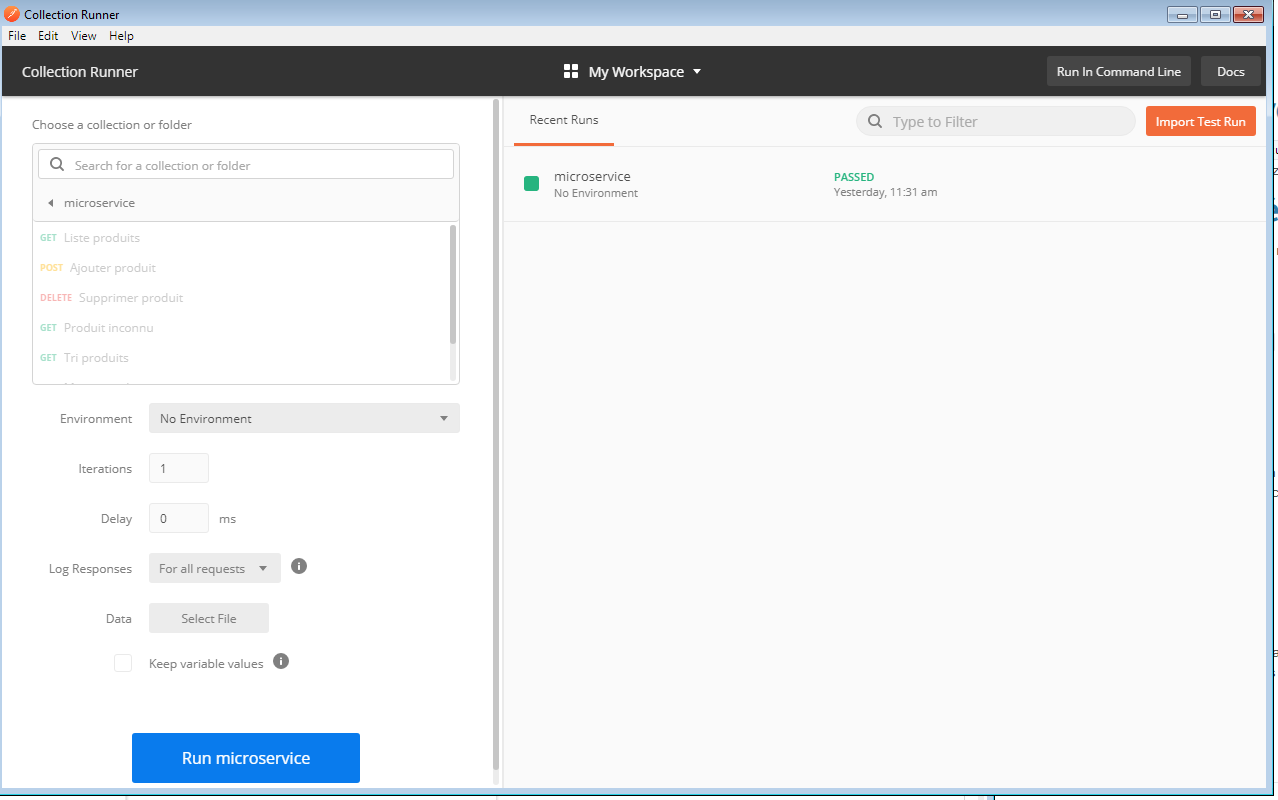 Collection Runner
File Edit View Help
Collection Runner
My Workspace
Run In Command Line
Docs
Choose a collection or folder
Search for a collection or folder
microservice
GET Liste produits
POST Ajouter produit
DELETE Supprimer produit
GET Produit inconnu
GET Tri produits
Environment No Environment
Iterations 1
Delay 0 ms
Log Responses For all requests
Data Select File
Keep variable values
Run microservice
Recent Runs
Type to Filter
Import Test Run
microservice
No Environment
PASSED
Yesterday, 11:31 am